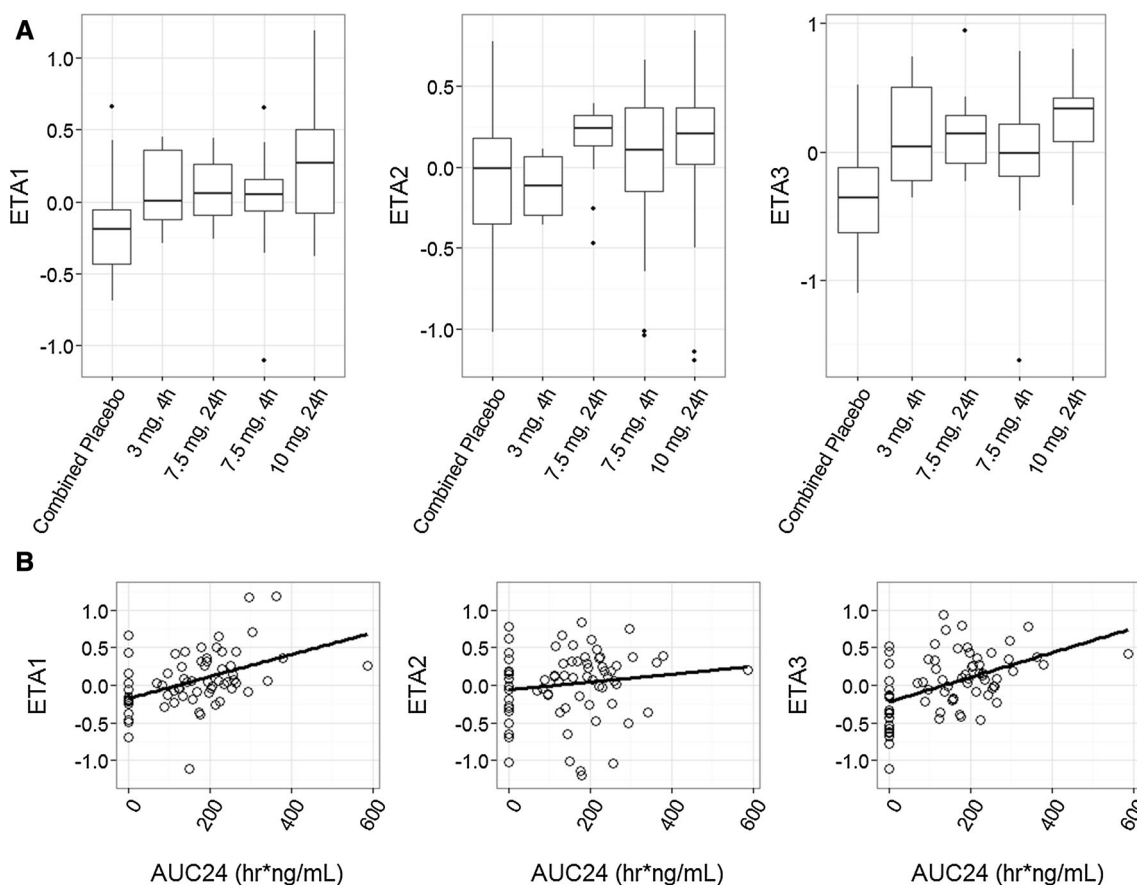 A
ETA1
1.0
0.5
0.0
-0.5
-1.0
Combined Placebo
3 mg, 4h
7.5 mg, 24h
7.5 mg, 4h
10 mg, 24h
ETA2
0.5
0.0
-0.5
-1.0
Combined Placebo
3 mg, 4h
7.5 mg, 24h
7.5 mg, 4h
10 mg, 24h
ETA3
1
0
-1
Combined Placebo
3 mg, 4h
7.5 mg, 24h
7.5 mg, 4h
10 mg, 24h
B
ETA1
1.0
0.5
0.0
-0.5
-1.0
0
200
400
600
AUC24 (hr*ng/mL)
ETA2
1.0
0.5
0.0
-0.5
-1.0
0
200
400
600
AUC24 (hr*ng/mL)
ETA3
1.0
0.5
0.0
-0.5
-1.0
0
200
400
600
AUC24 (hr*ng/mL)